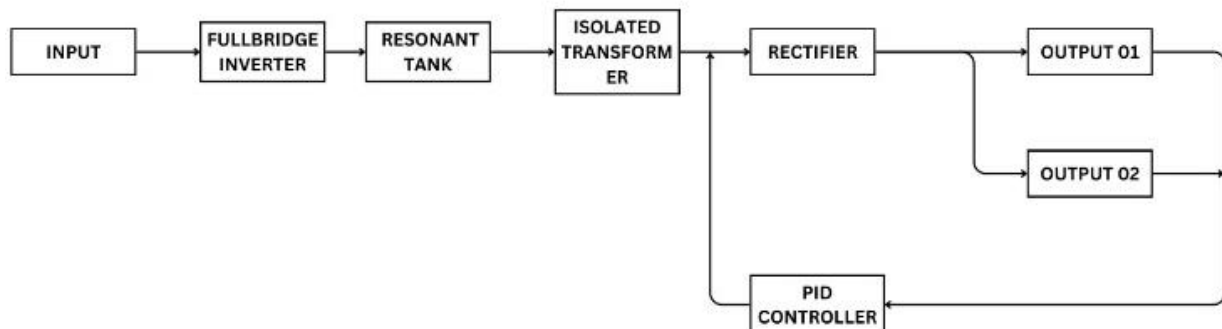 INPUT
FULLBRIDGE
INVERTER
RESONANT
TANK
ISOLATED
TRANSFORM
ER
RECTIFIER
OUTPUT 01
OUTPUT 02
PID
CONTROLLER